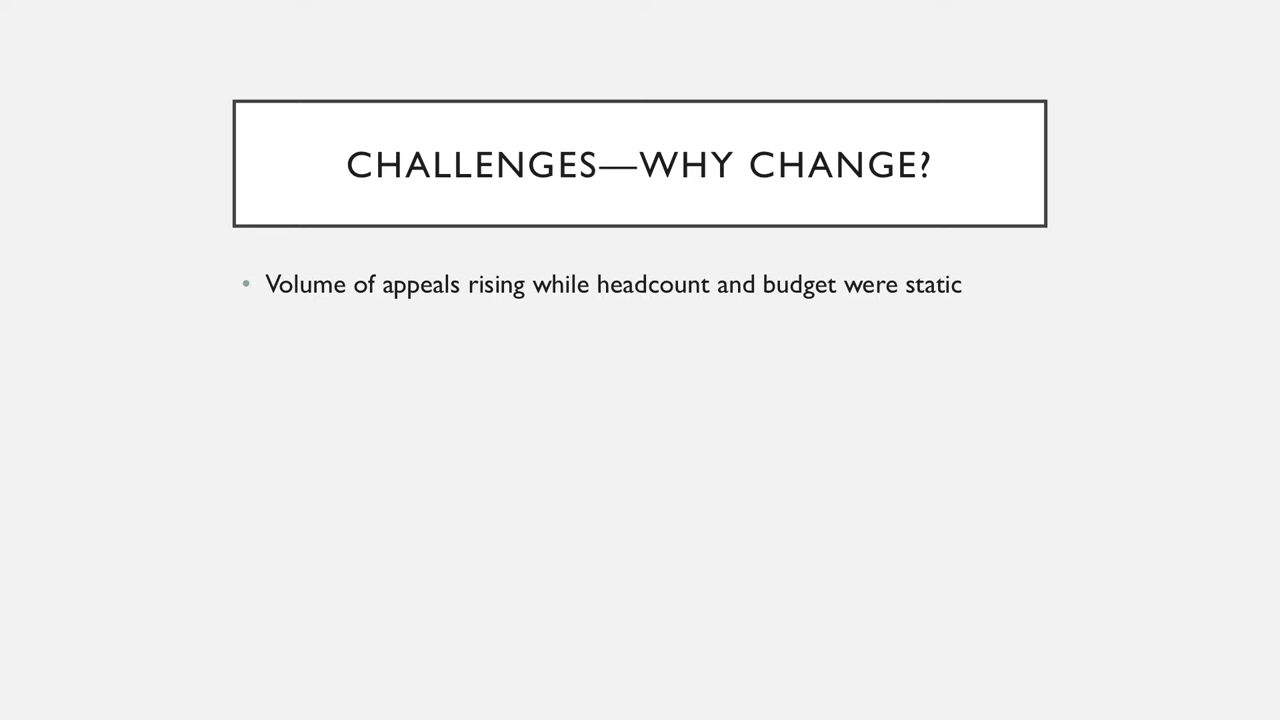 CHALLENGES—WHY CHANGE?
• Volume of appeals rising while headcount and budget were static